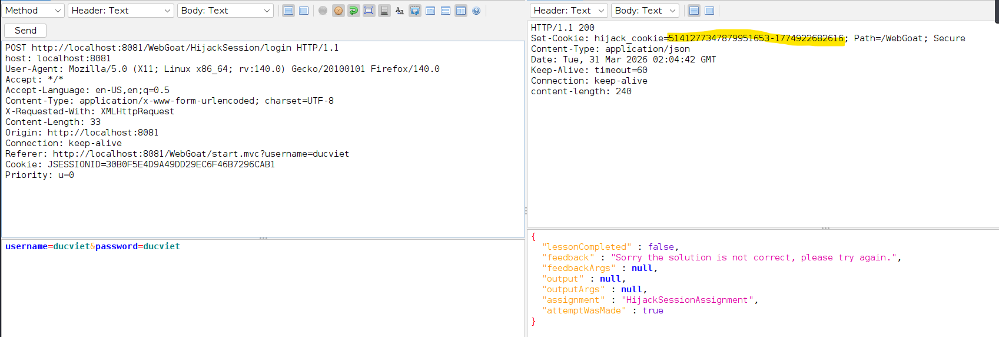 Method Header: Text Body: Text
Send
POST http://localhost:8081/WebGoat/HijackSession/login HTTP/1.1
host: localhost:8081
User-Agent: Mozilla/5.0 (X11; Linux x86_64; rv:140.0) Gecko/20100101 Firefox/140.0
Accept: */*
Accept-Language: en-US,en;q=0.5
Content-Type: application/x-www-form-urlencoded; charset=UTF-8
X-Requested-With: XMLHttpRequest
Content-Length: 33
Origin: http://localhost:8081
Connection: keep-alive
Referer: http://localhost:8081/WebGoat/start.mvc?username=ducviet
Cookie: JSESSIONID=30B0F5E4D9A49DD29EC6F46B7296CAB1
Priority: u=0
username=ducviet&password=ducviet
Header: Text Body: Text
HTTP/1.1 200
Set-Cookie: hijack_cookie=5141277347879951653-1774922682616; Path=/WebGoat; Secure
Content-Type: application/json
Date: Tue, 31 Mar 2026 02:04:42 GMT
Keep-Alive: timeout=60
Connection: keep-alive
content-length: 240
{
"lessonCompleted" : false,
"feedback" : "Sorry the solution is not correct, please try again.",
"feedbackArgs" : null,
"output" : null,
"outputArgs" : null,
"assignment" : "HijackSessionAssignment",
"attemptWasMade" : true
}